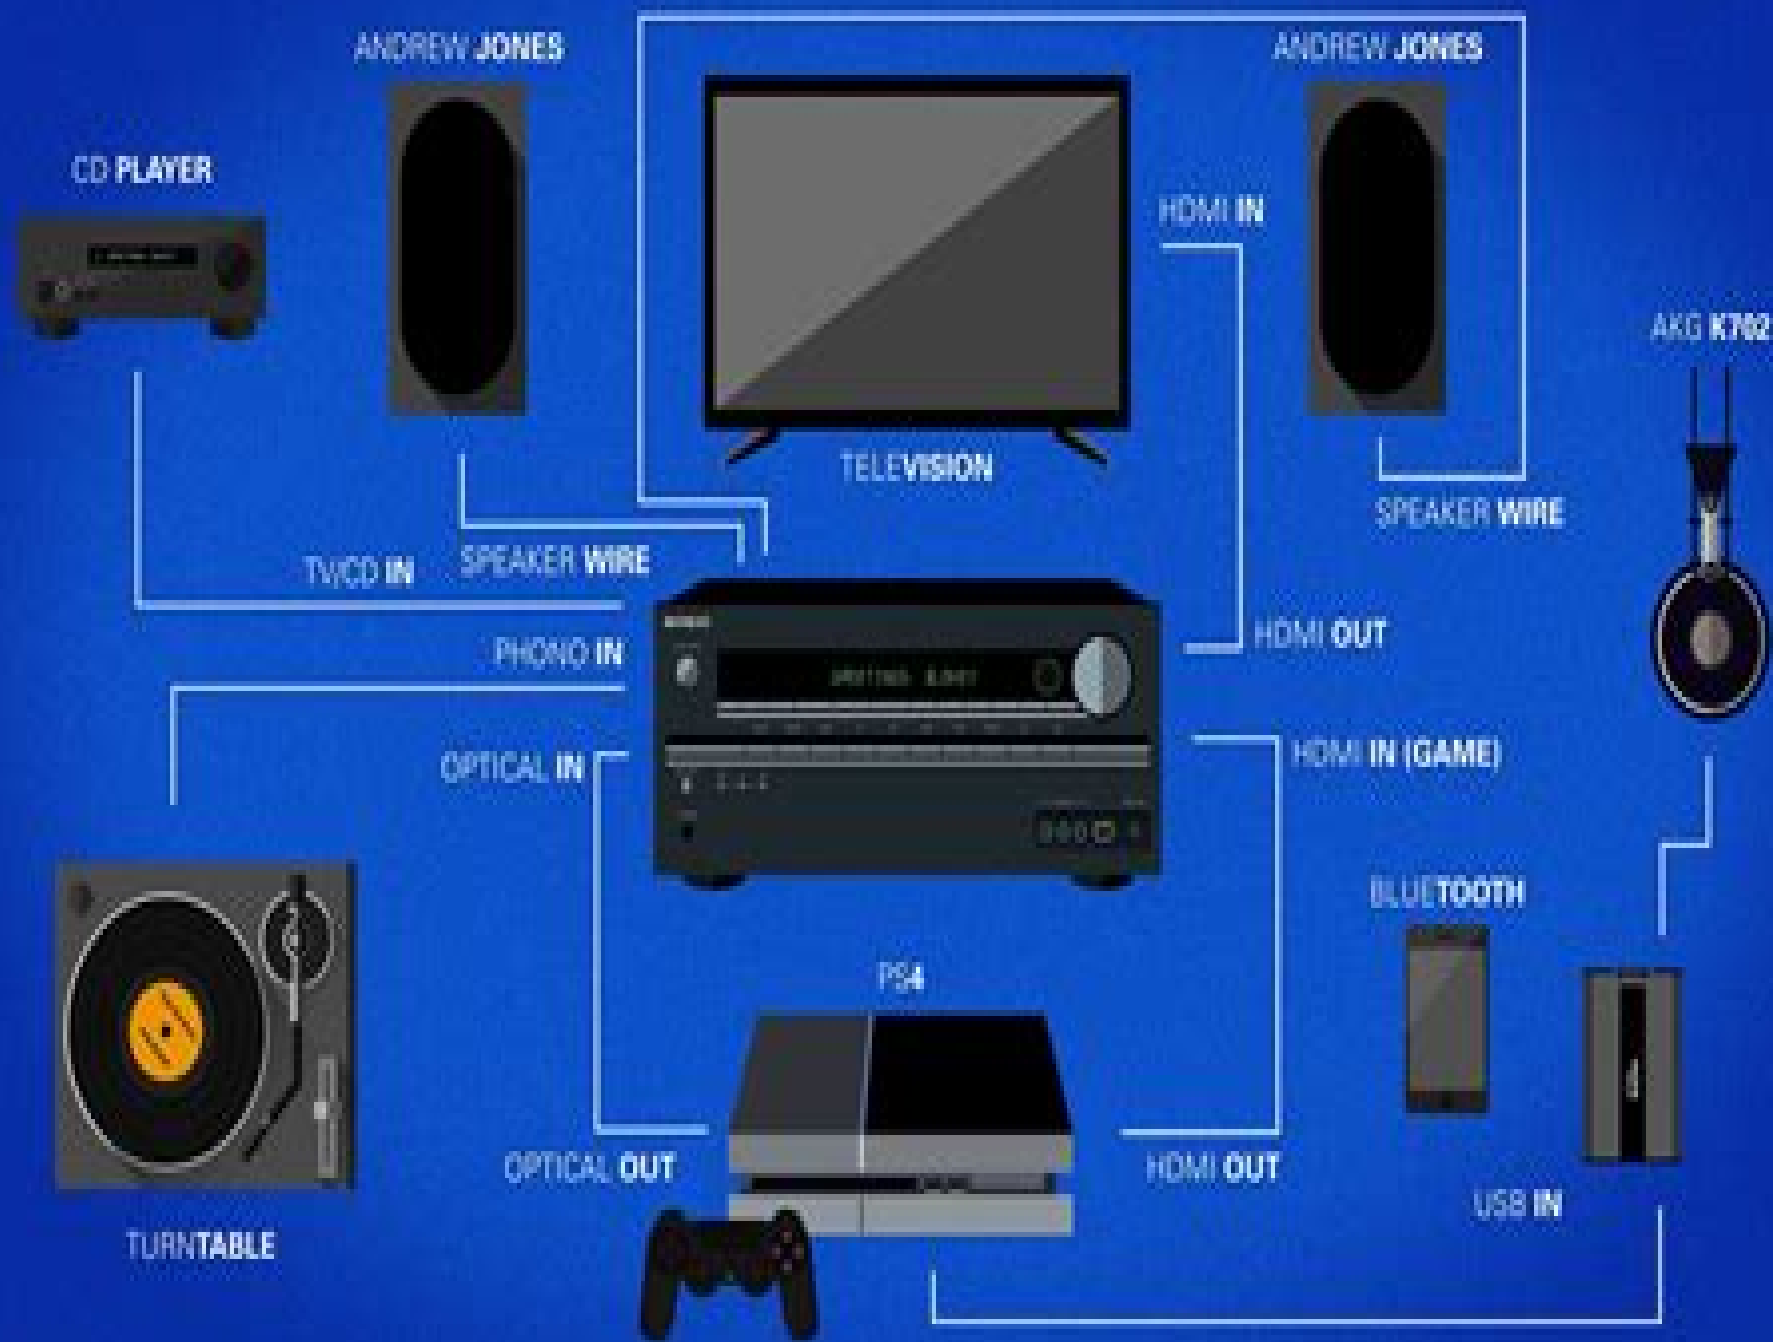 ANDREW JONES
ANDREW JONES
CD PLAYER
HDMI IN
AKG K702
TELEVISION
SPEAKER WIRE
TV/CD IN
SPEAKER WIRE
HDMI OUT
PHONO IN
OPTICAL IN
HDMI IN (GAME)
BLUETOOTH
PS4
OPTICAL OUT
HDMI OUT
USB IN
TURNTABLE